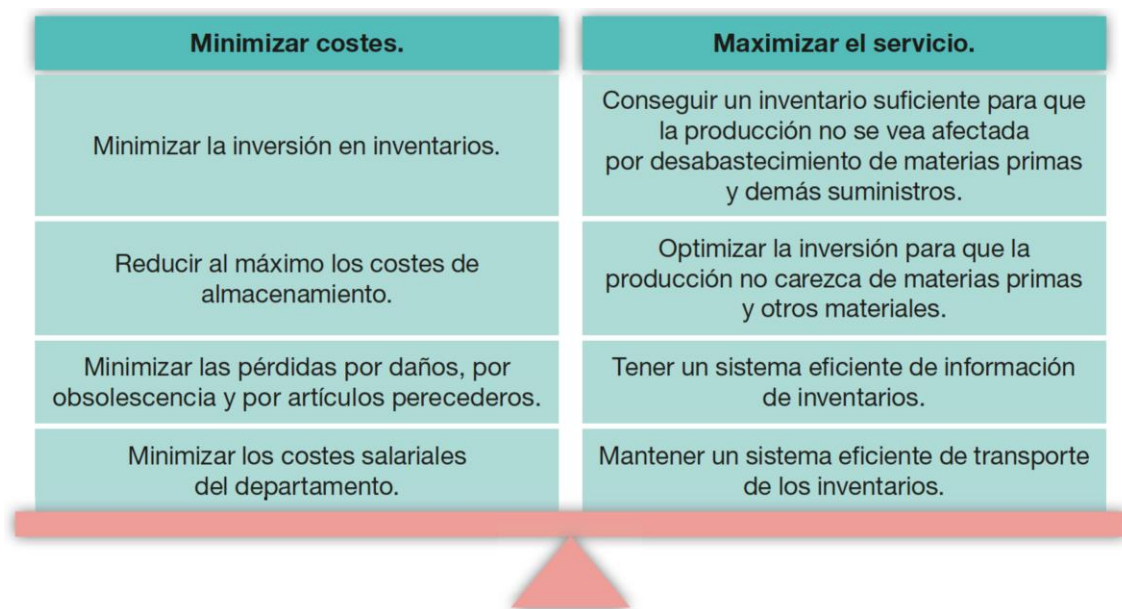 Minimizar costes.
Maximizar el servicio.
Minimizar la inversión en inventarios.
Conseguir un inventario suficiente para que
la producción no se vea afectada
por desabastecimiento de materias primas
y demás suministros.
Reducir al máximo los costes de
almacenamiento.
Optimizar la inversión para que la
producción no carezca de materias primas
y otros materiales.
Minimizar las pérdidas por daños, por
obsolescencia y por artículos perecederos.
Tener un sistema eficiente de información
de inventarios.
Minimizar los costes salariales
del departamento.
Mantener un sistema eficiente de transporte
de los inventarios.